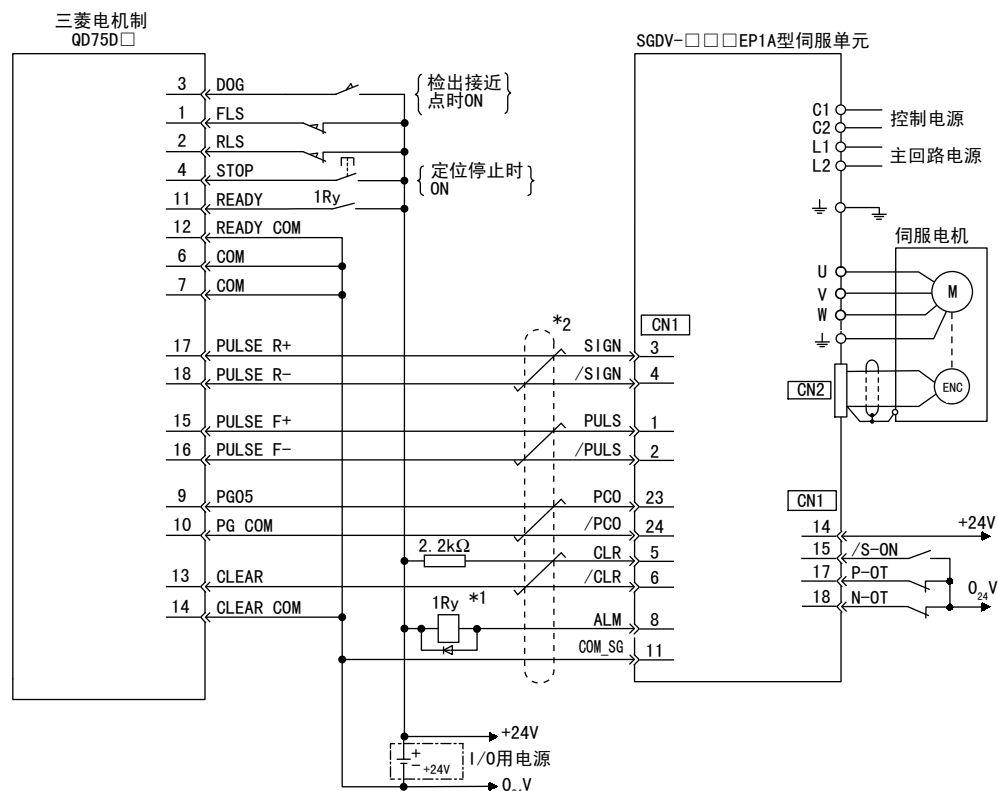 三菱电机制
QD75D□
SGDV-□□□EP1A型伺服单元
3 DOG
检出接近
点时ON
1 FLS
2 RLS
4 STOP
定位停止时
ON
11 READY
1Ry
12 READY COM
6 COM
7 COM
17 PULSE R+
18 PULSE R-
15 PULSE F+
16 PULSE F-
9 PG05
10 PG COM
13 CLEAR
14 CLEAR COM
2.2kΩ
1Ry *1
*2
CN1
SIGN 3
/SIGN 4
PULS 1
/PULS 2
PCO 23
/PCO 24
CLR 5
/CLR 6
ALM 8
COM_SG 11
C1
C2
控制电源
L1
L2
主回路电源
伺服电机
U
V
W
M
CN2
ENC
CN1
14
+24V
15 /S-ON
17 P-OT
18 N-OT
0₂₄V
+24V
+
-
+24V
I/O用电源
0₂₄V